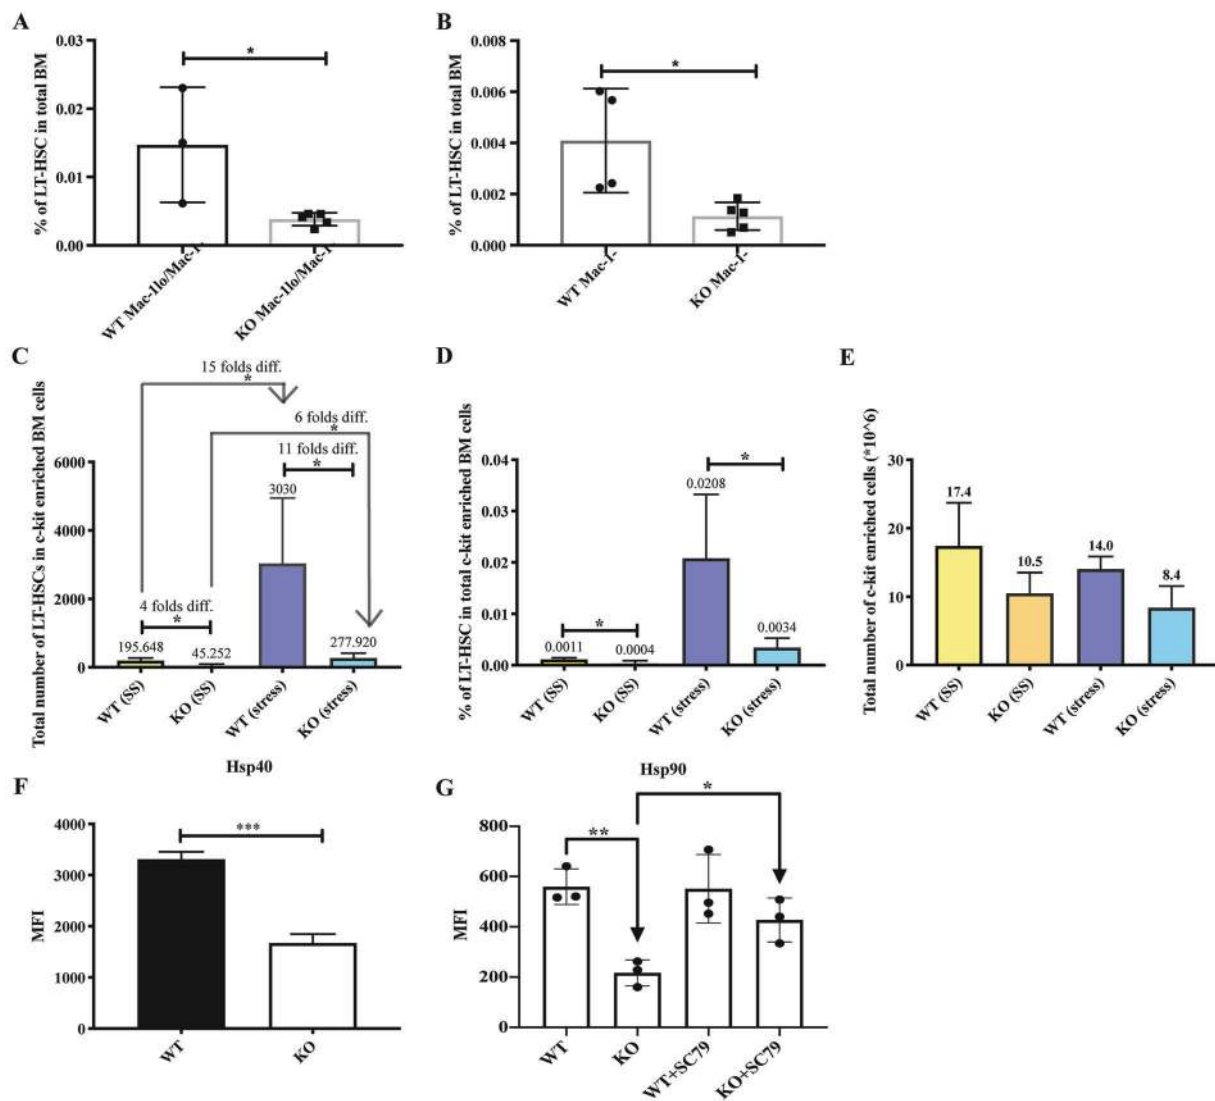 A
% of LT-HSC in total BM
0.03
0.02
0.01
0.00
*
WT Mac-1lo/Mac-1-
KO Mac-1lo/Mac-1-
B
% of LT-HSC in total BM
0.008
0.006
0.004
0.002
0.000
*
WT Mac-1-
KO Mac-1-
C
Total number of LT-HSCs in c-kit enriched BM cells
15 folds diff.
*
6 folds diff.
*
11 folds diff.
*
4 folds diff.
*
6000
4000
2000
0
195.648
45.252
3030
277.920
WT (SS)
KO (SS)
WT (stress)
KO (stress)
D
% of LT-HSC in total c-kit enriched BM cells
0.04
0.03
0.02
0.01
0.00
*
*
0.0011
0.0004
0.0208
0.0034
WT (SS)
KO (SS)
WT (stress)
KO (stress)
E
Total number of c-kit enriched cells (*10^6)
30
20
10
0
17.4
10.5
14.0
8.4
WT (SS)
KO (SS)
WT (stress)
KO (stress)
F
Hsp40
MFI
4000
3000
2000
1000
0
***
WT
KO
G
Hsp90
MFI
800
600
400
200
0
**
*
WT
KO
WT+SC79
KO+SC79